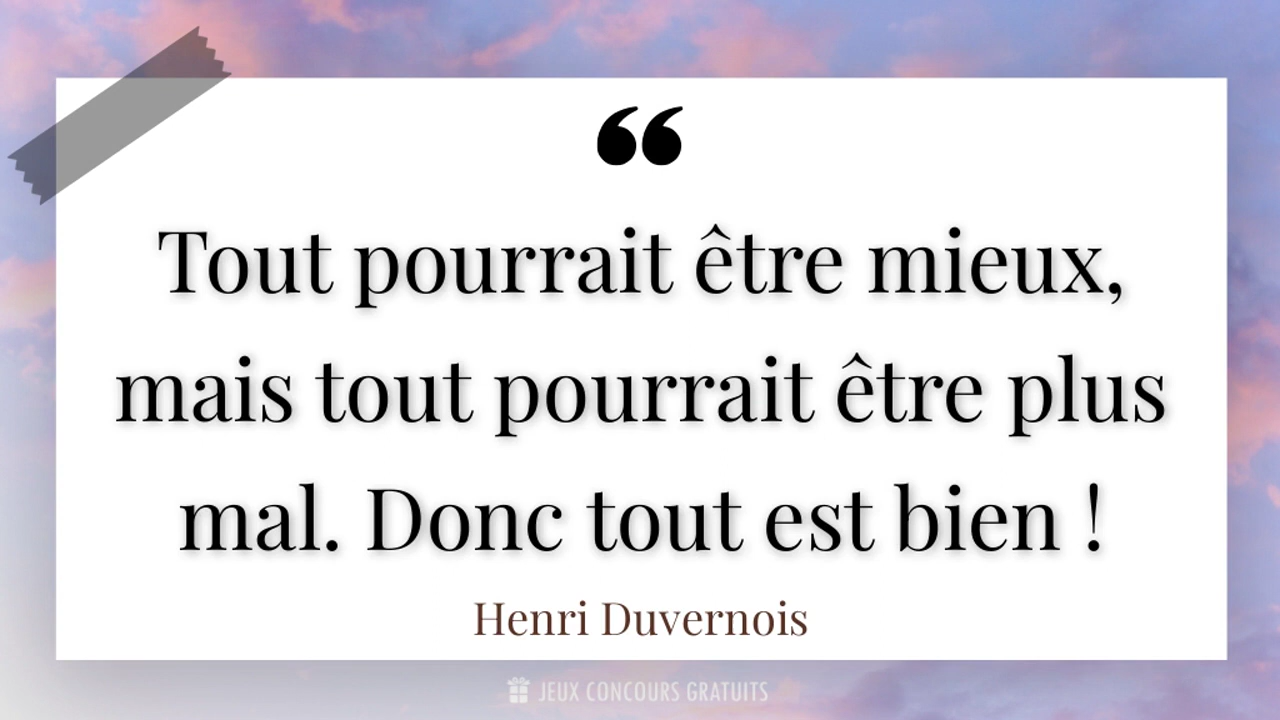 “
Tout pourrait être mieux,
mais tout pourrait être plus
mal. Donc tout est bien !
Henri Duvernois
JEUX CONCOURS GRATUITS